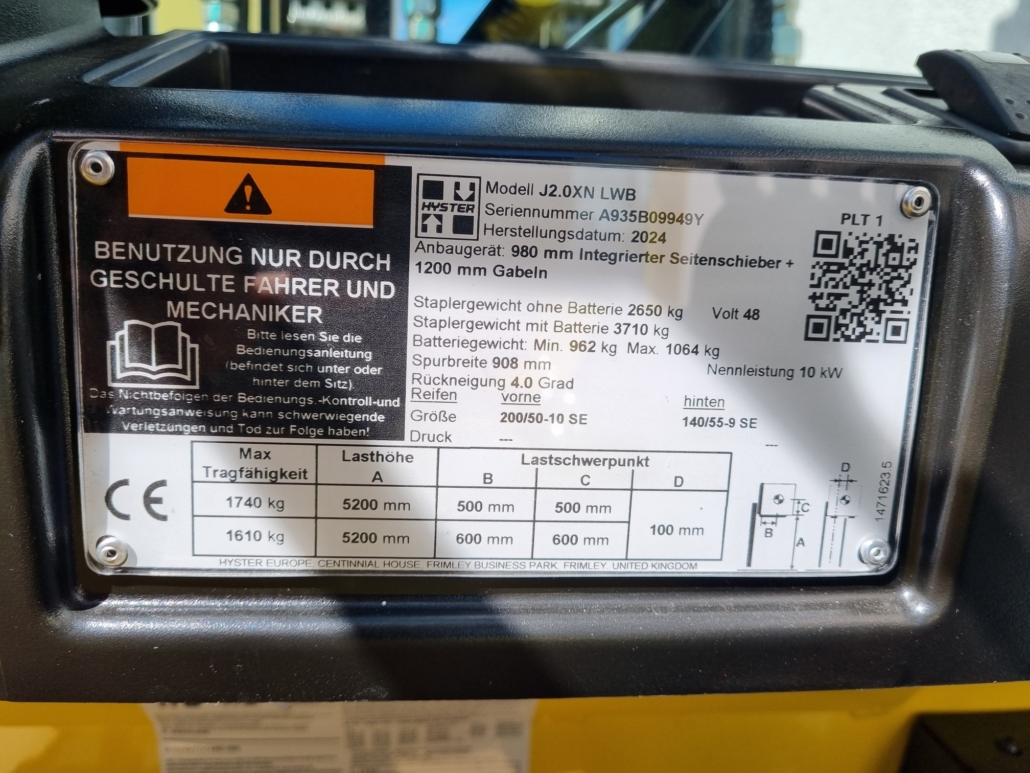 BENUTZUNG NUR DURCH
GESCHULTE FAHRER UND
MECHANIKER
Bitte lesen Sie die
Bedienungsanleitung
(befindet sich unter oder
hinter dem Sitz).
Das Nichtbefolgen der Bedienungs.-Kontroll-und
Wartungsanweisung kann schwerwiegende
Verletzungen und Tod zur Folge haben!
HYSTER
Modell J2.0XN LWB
Seriennummer A935B09949Y
Herstellungsdatum: 2024
Anbaugerät: 980 mm Integrierter Seitenschieber +
1200 mm Gabeln
PLT 1
Staplergewicht ohne Batterie 2650 kg Volt 48
Staplergewicht mit Batterie 3710 kg
Batteriegewicht: Min. 962 kg Max. 1064 kg
Spurbreite 908 mm Nennleistung 10 kW
Rückneigung 4.0 Grad
Reifen vorne hinten
Größe 200/50-10 SE 140/55-9 SE
Druck --- ---
CE
Max Tragfähigkeit Lasthöhe A Lastschwerpunkt B C D
1740 kg 5200 mm 500 mm 500 mm 100 mm
1610 kg 5200 mm 600 mm 600 mm
B C A D
1471623.5
HYSTER EUROPE, CENTINNIAL HOUSE, FRIMLEY BUSINESS PARK, FRIMLEY, UNITED KINGDOM